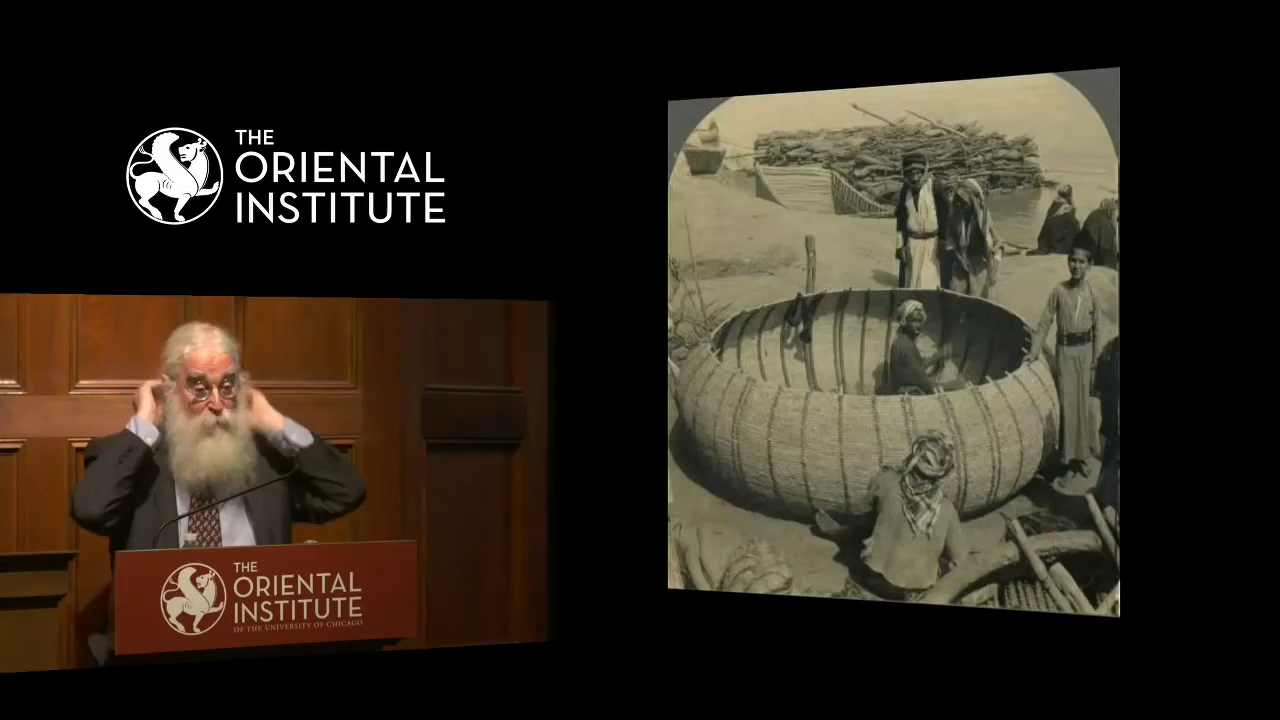 THE
ORIENTAL
INSTITUTE
THE
ORIENTAL
INSTITUTE
OF THE UNIVERSITY OF CHICAGO